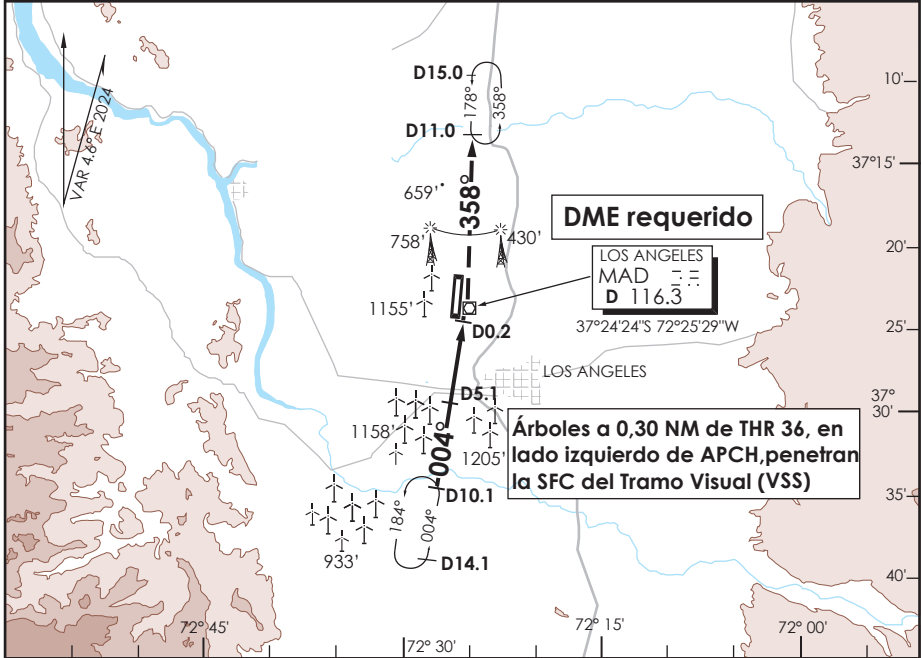 VAR 4.6° E 2024
D15.0
178°
358°
D11.0
10'
37°15'
659'
358°
DME requerido
758'
430'
20'
LOS ANGELES
MAD
D 116.3
1155'
37°24'24"S 72°25'29"W
D0.2
25'
LOS ANGELES
D5.1
37°
30'
1158'
004°
1205'
Árboles a 0,30 NM de THR 36, en
lado izquierdo de APCH,penetran
la SFC del Tramo Visual (VSS)
D10.1
35'
184°
004°
933'
D14.1
40'
72° 45'
72° 30'
72° 15'
72° 00'